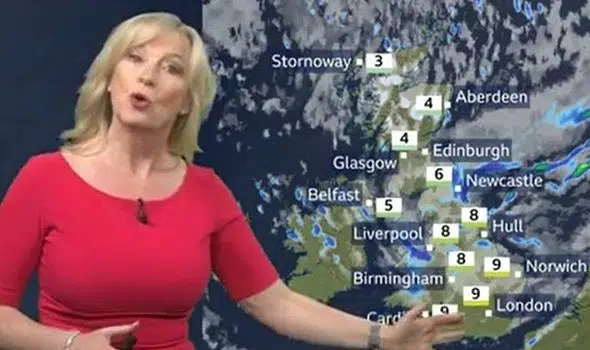 Stornoway 3
4 Aberdeen
4
Glasgow Edinburgh
6 Newcastle
Belfast 5
8 Hull
Liverpool 8
8 9 Norwich
Birmingham
9 London
9